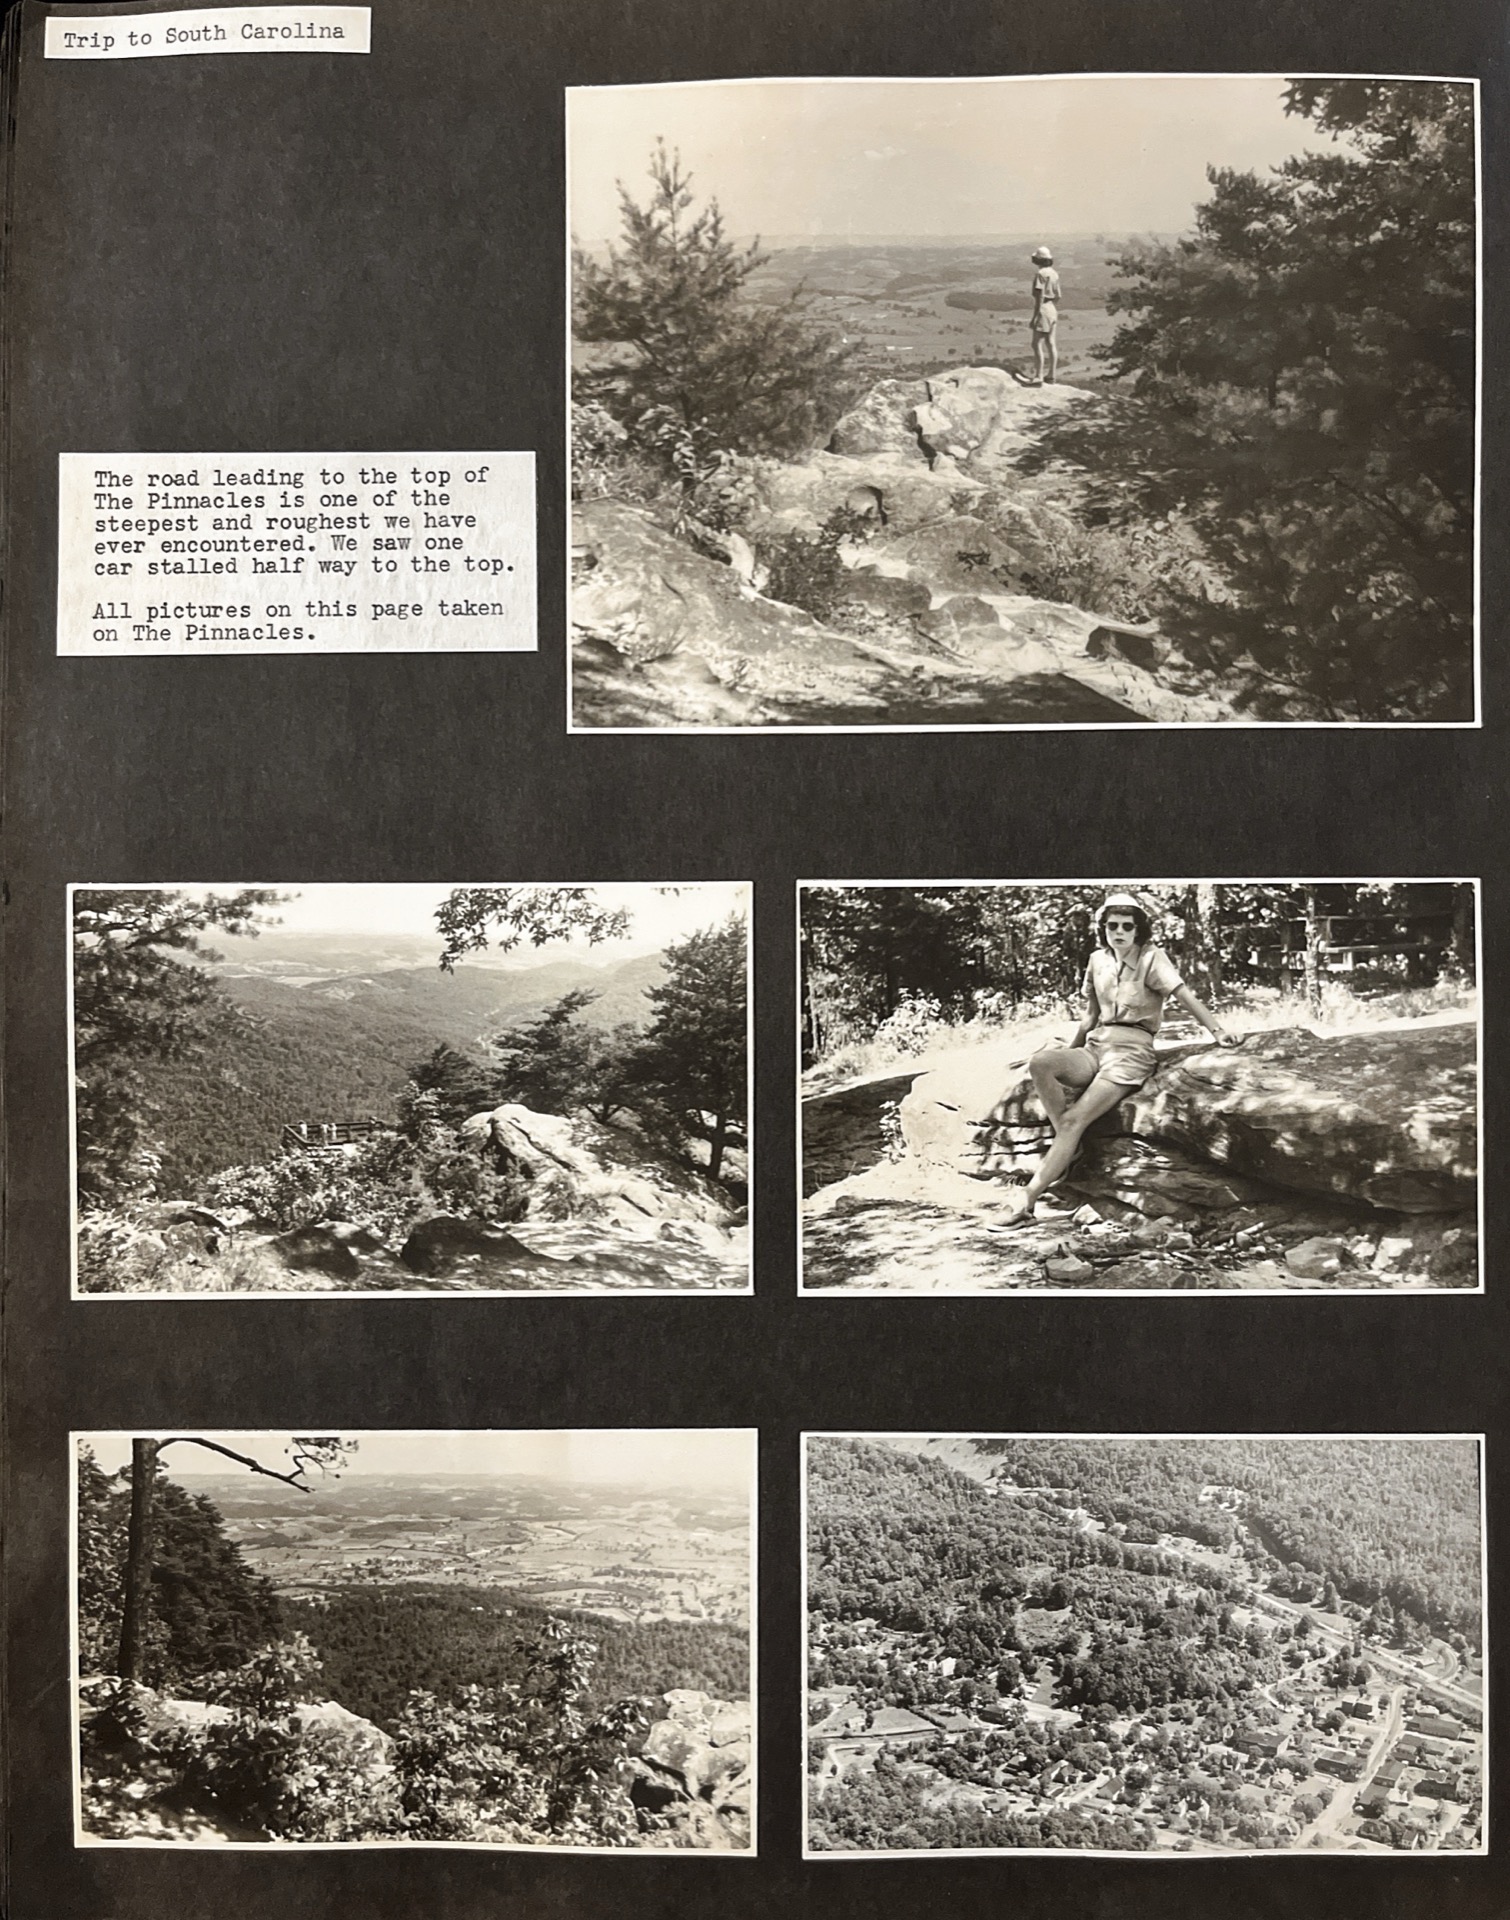 Trip to South Carolina
The road leading to the top of
The Pinnacles is one of the
steepest and roughest we have
ever encountered. We saw one
car stalled half way to the top.
All pictures on this page taken
on The Pinnacles.